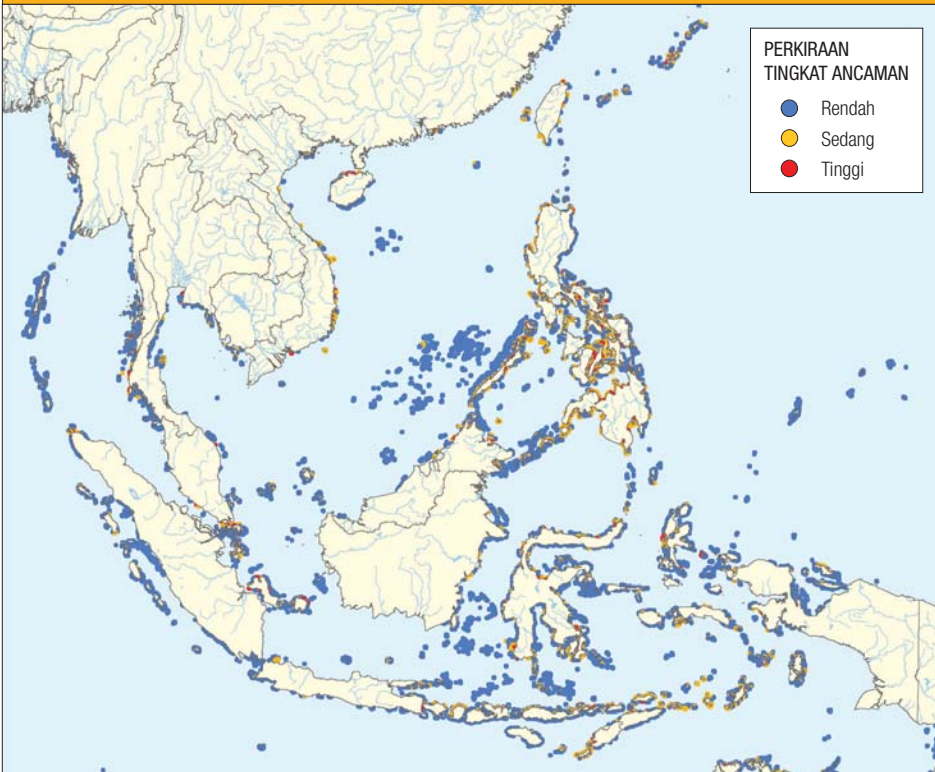 PERKIRAAN
TINGKAT ANCAMAN
Rendah
Sedang
Tinggi